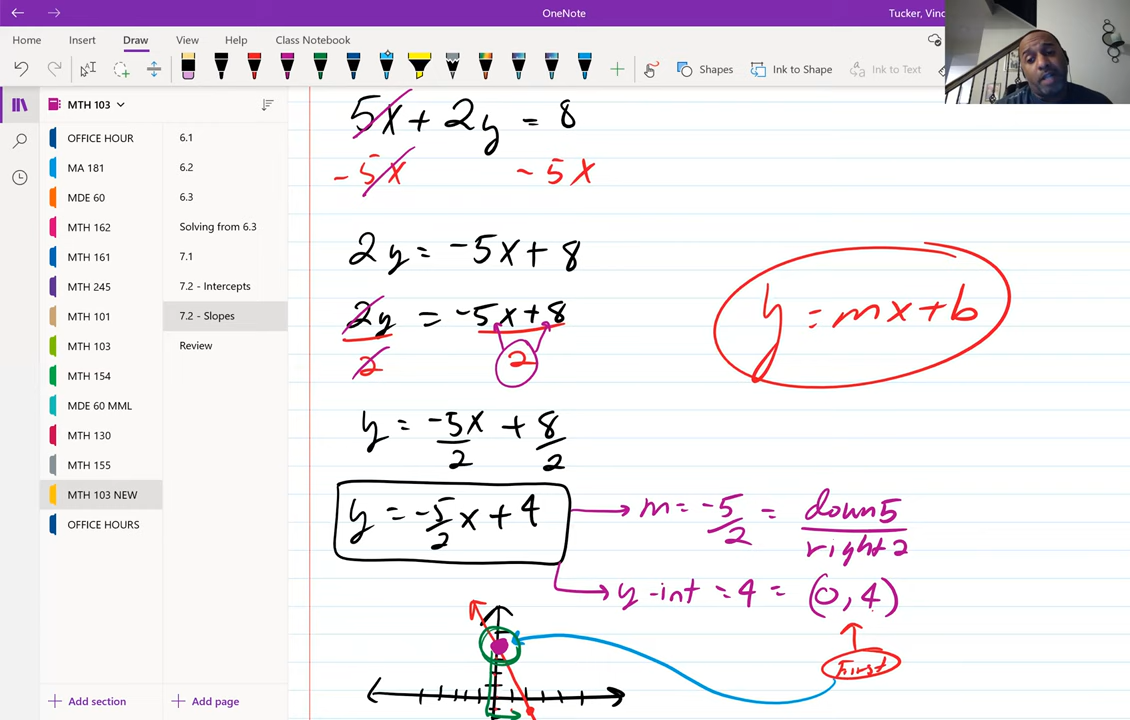 OneNote
Tucker, Vinc
Home Insert Draw View Help Class Notebook
Shapes Ink to Shape Ink to Text
MTH 103
OFFICE HOUR
MA 181
MDE 60
MTH 162
MTH 161
MTH 245
MTH 101
MTH 103
MTH 154
MDE 60 MML
MTH 130
MTH 155
MTH 103 NEW
OFFICE HOURS
Add section
6.1
6.2
6.3
Solving from 6.3
7.1
7.2 - Intercepts
7.2 - Slopes
Review
Add page
5x + 2y = 8
-5x -5x
2y = -5x + 8
2y = -5x + 8
2 2
y = -5x + 8
2 2
y = -5/2 x + 4
m = -5/2 = down 5
right 2
y-int = 4 = (0, 4)
First
y = mx + b